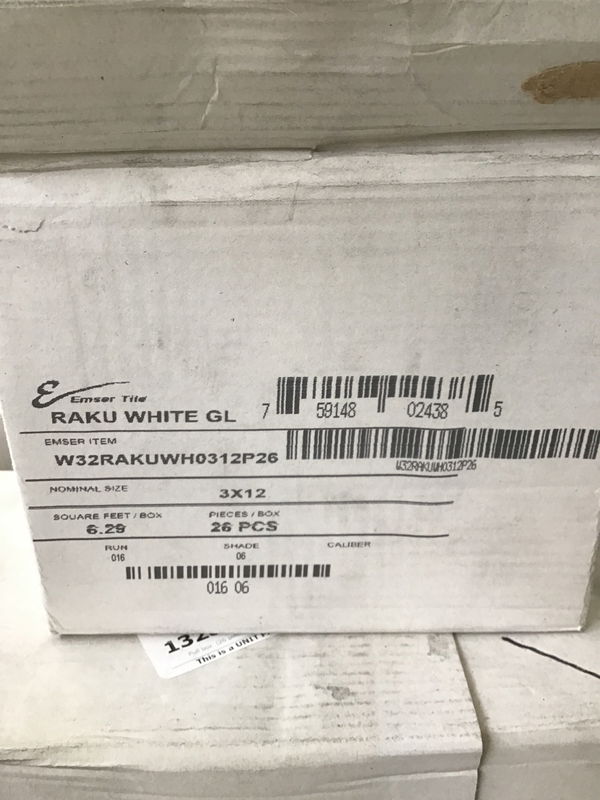 Emser Tile
RAKU WHITE GL
7 59148 02438 5
EMSER ITEM
W32RAKUWH0312P26
W32RAKUWH0312P26
NOMINAL SIZE
3X12
SQUARE FEET / BOX PIECES / BOX
6.29 26 PCS
RUN SHADE CALIBER
016 06
016 06
This is a UNIT